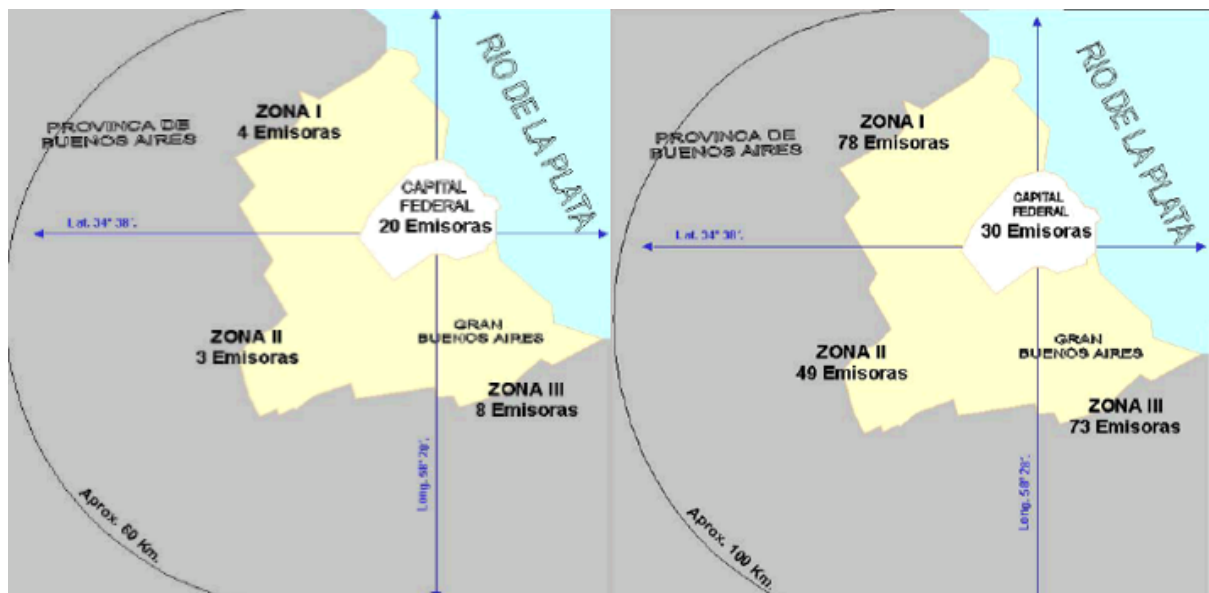 RIO DE LA PLATA
ZONA I
4 Emisoras
PROVINCA DE
BUENOS AIRES
CAPITAL
FEDERAL
20 Emisoras
Lat. 34° 38'.
GRAN
BUENOS AIRES
ZONA II
3 Emisoras
ZONA III
8 Emisoras
Long. 58° 28'.
Aprox. 60 Km.
RIO DE LA PLATA
ZONA I
78 Emisoras
PROVINCA DE
BUENOS AIRES
CAPITAL
FEDERAL
30 Emisoras
Lat. 34° 38'.
GRAN
BUENOS AIRES
ZONA II
49 Emisoras
ZONA III
73 Emisoras
Long. 58° 28'.
Aprox. 100 Km.